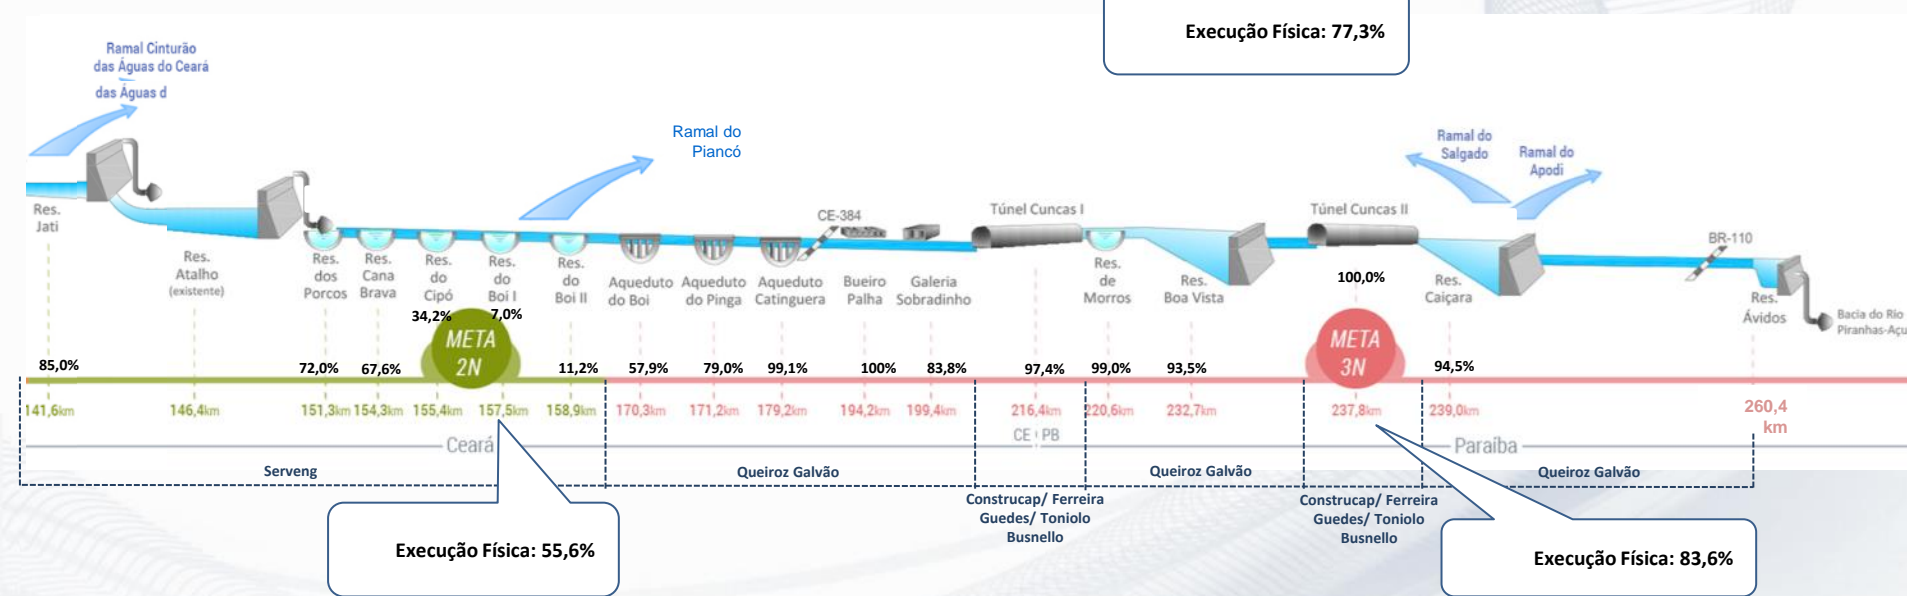 Execução Física: 77,3%
Ramal Cinturão
das Águas do Ceará
das Águas d
Ramal do
Piancó
Ramal do
Salgado
Ramal do
Apodi
Res.
Jati
Res.
Atalho
(existente)
Res.
dos
Porcos
Res.
Cana
Brava
Res.
do
Cipó
Res.
do
Boi I
Res.
do
Boi II
Aqueduto
do Boi
Aqueduto
do Pinga
Aqueduto
Catinguera
CE-384
Bueiro
Palha
Galeria
Sobradinho
Túnel Cuncas I
Res.
de
Morros
Res.
Boa Vista
Túnel Cuncas II
100,0%
Res.
Caiçara
BR-110
Res.
Ávidos
Bacia do Rio
Piranhas-Açu
34,2%
7,0%
META
2N
META
3N
85,0%
72,0%
67,6%
11,2%
57,9%
79,0%
99,1%
100%
83,8%
97,4%
99,0%
93,5%
94,5%
141,6km
146,4km
151,3km
154,3km
155,4km
157,5km
158,9km
170,3km
171,2km
179,2km
194,2km
199,4km
216,4km
220,6km
232,7km
237,8km
239,0km
260,4
km
CE PB
Ceará
Paraíba
Serveng
Queiroz Galvão
Construcap/ Ferreira
Guedes/ Toniolo
Busnello
Queiroz Galvão
Construcap/ Ferreira
Guedes/ Toniolo
Busnello
Queiroz Galvão
Execução Física: 55,6%
Execução Física: 83,6%